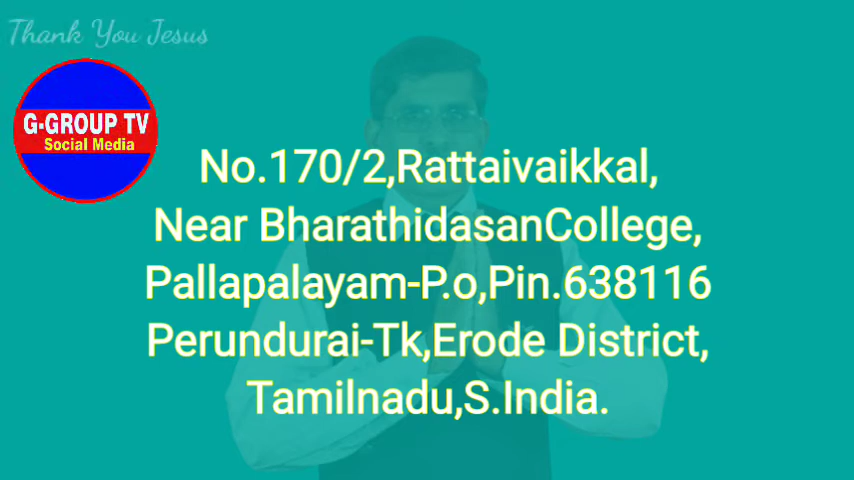 Thank You Jesus
G-GROUP TV
Social Media
No.170/2,Rattaivaikkal,
Near BharathidasanCollege,
Pallapalayam-P.o,Pin.638116
Perundurai-Tk,Erode District,
Tamilnadu,S.India.